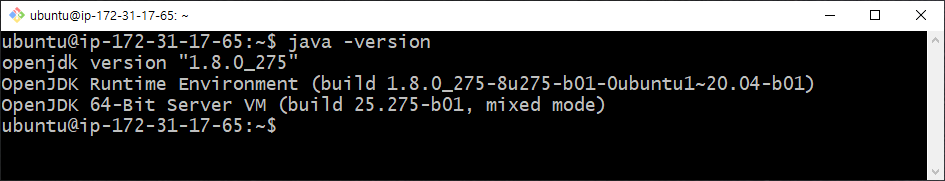 ubuntu@ip-172-31-17-65: ~
ubuntu@ip-172-31-17-65:~$ java -version
openjdk version "1.8.0_275"
OpenJDK Runtime Environment (build 1.8.0_275-8u275-b01-0ubuntu1~20.04-b01)
OpenJDK 64-Bit Server VM (build 25.275-b01, mixed mode)
ubuntu@ip-172-31-17-65:~$